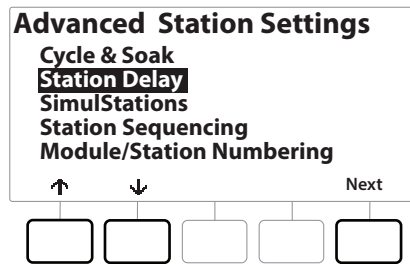 Advanced Station Settings
Cycle & Soak
Station Delay
SimulStations
Station Sequencing
Module/Station Numbering
↑ ↓ Next